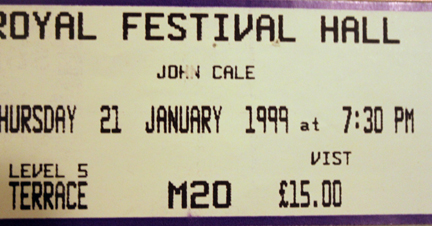 ROYAL FESTIVAL HALL
JOHN CALE
HURSDAY 21 JANUARY 1999 at 7:30 PM
VIST
LEVEL 5
TERRACE M20 £15.00